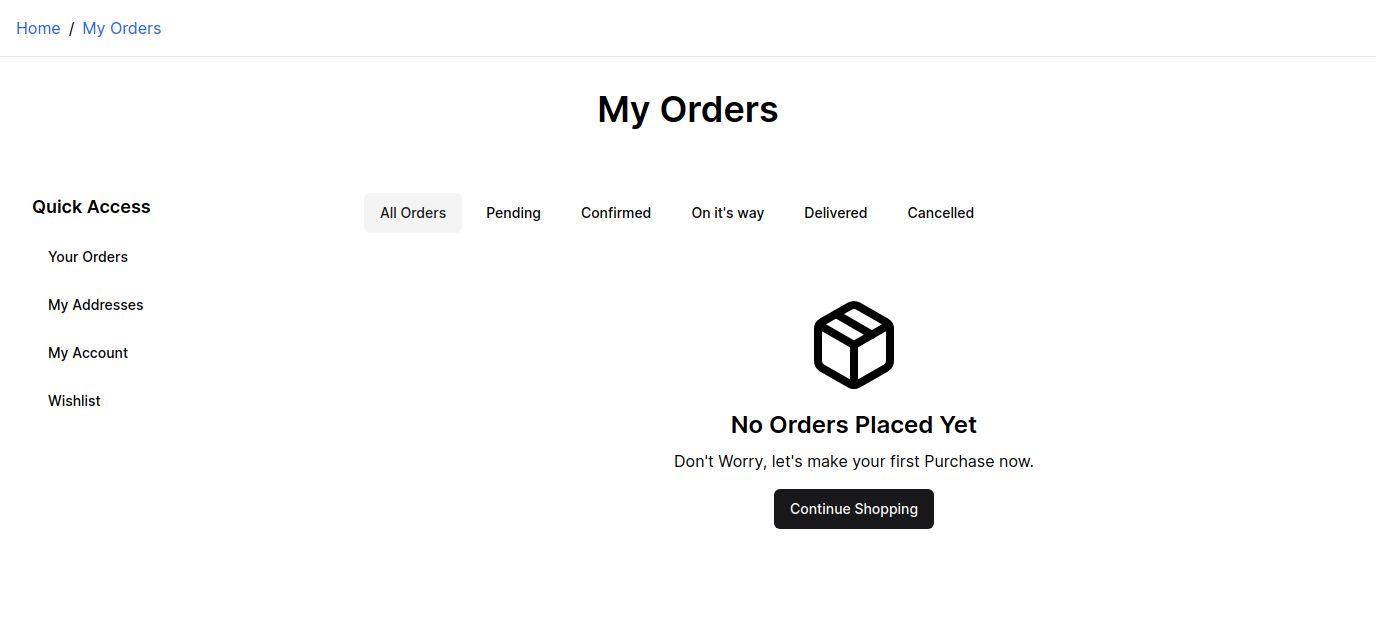 Home / My Orders
My Orders
Quick Access
Your Orders
My Addresses
My Account
Wishlist
All Orders Pending Confirmed On it's way Delivered Cancelled
No Orders Placed Yet
Don't Worry, let's make your first Purchase now.
Continue Shopping